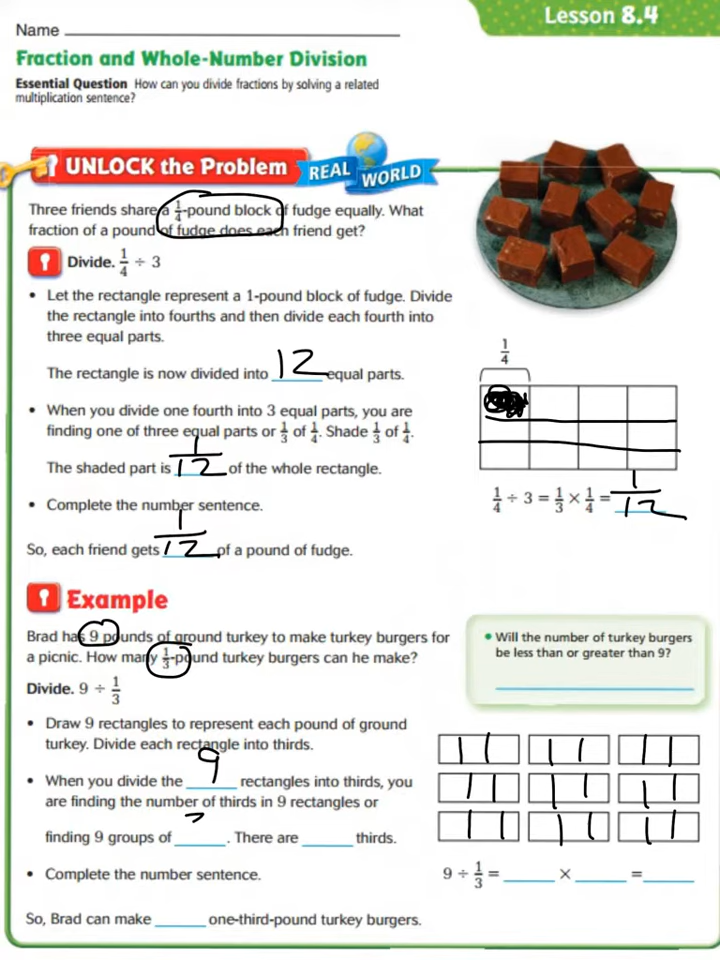 Lesson 8.4
Name
Fraction and Whole-Number Division
Essential Question How can you divide fractions by solving a related
multiplication sentence?
UNLOCK the Problem REAL WORLD
Three friends share a 1/4-pound block of fudge equally. What
fraction of a pound of fudge does each friend get?
Divide. 1/4 ÷ 3
• Let the rectangle represent a 1-pound block of fudge. Divide
the rectangle into fourths and then divide each fourth into
three equal parts.
The rectangle is now divided into 12 equal parts.
• When you divide one fourth into 3 equal parts, you are
finding one of three equal parts or 1/3 of 1/4. Shade 1/3 of 1/4.
The shaded part is 1/12 of the whole rectangle.
• Complete the number sentence.
So, each friend gets 1/12 of a pound of fudge.
1/4
1/4 ÷ 3 = 1/3 × 1/4 = 1/12
Example
Brad has 9 pounds of ground turkey to make turkey burgers for
a picnic. How many 1/3-pound turkey burgers can he make?
Divide. 9 ÷ 1/3
• Draw 9 rectangles to represent each pound of ground
turkey. Divide each rectangle into thirds.
• When you divide the 9 rectangles into thirds, you
are finding the number of thirds in 9 rectangles or
finding 9 groups of ____. There are ____ thirds.
• Complete the number sentence.
So, Brad can make ____ one-third-pound turkey burgers.
• Will the number of turkey burgers
be less than or greater than 9?
9 ÷ 1/3 = ____ × ____ = ____